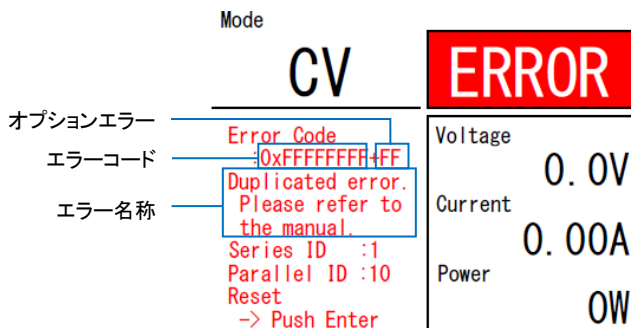 Mode
CV
ERROR
オプションエラー
エラーコード
エラー名称
Error Code
:0xFFFFFFFF+FF
Duplicated error.
Please refer to
the manual.
Series ID :1
Parallel ID :10
Reset
-> Push Enter
Voltage
0.0V
Current
0.00A
Power
0W